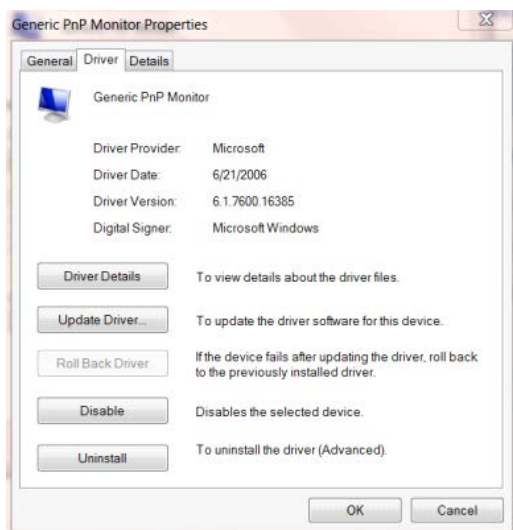 Generic PnP Monitor Properties
General Driver Details
Generic PnP Monitor
Driver Provider: Microsoft
Driver Date: 6/21/2006
Driver Version: 6.1.7600.16385
Digital Signer: Microsoft Windows
Driver Details To view details about the driver files.
Update Driver... To update the driver software for this device.
Roll Back Driver If the device fails after updating the driver, roll back
to the previously installed driver.
Disable Disables the selected device.
Uninstall To uninstall the driver (Advanced).
OK Cancel